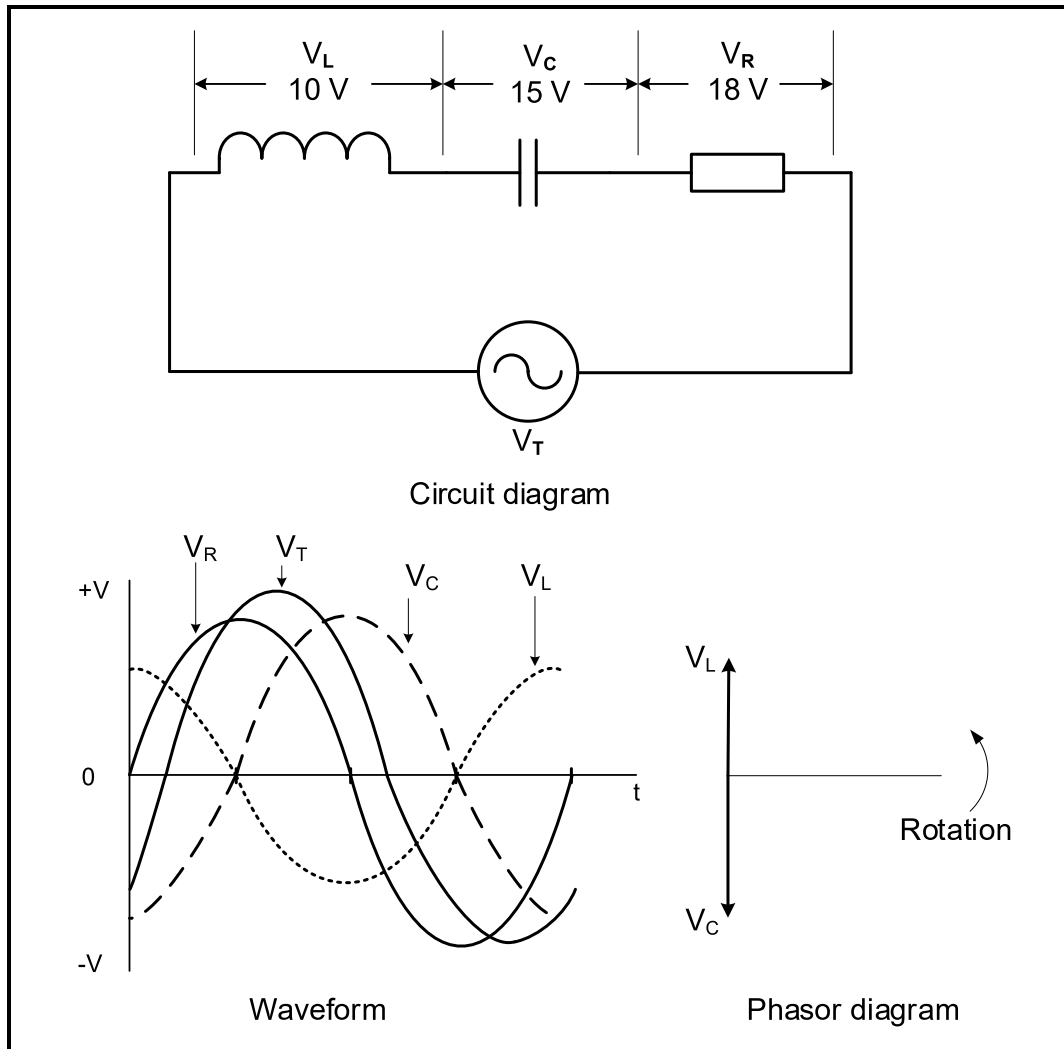 VL VC VR
10 V 15 V 18 V
VT
Circuit diagram
VR VT VC VL
+V
VL
0
t
Rotation
VC
-V
Waveform Phasor diagram